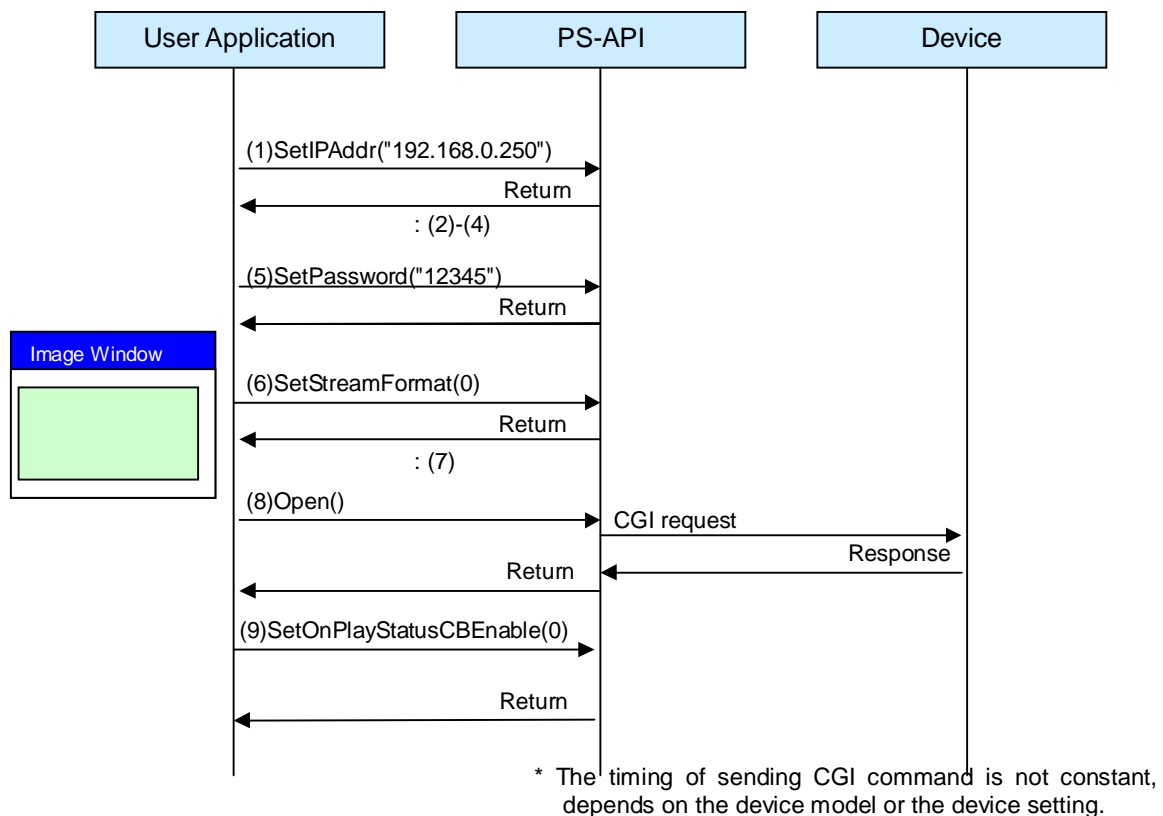 User Application
PS-API
Device
(1)SetIPAddr("192.168.0.250")
Return
: (2)-(4)
(5)SetPassword("12345")
Return
Image Window
(6)SetStreamFormat(0)
Return
: (7)
(8)Open()
CGI request
Response
Return
(9)SetOnPlayStatusCBEnable(0)
Return
* The timing of sending CGI command is not constant,
depends on the device model or the device setting.